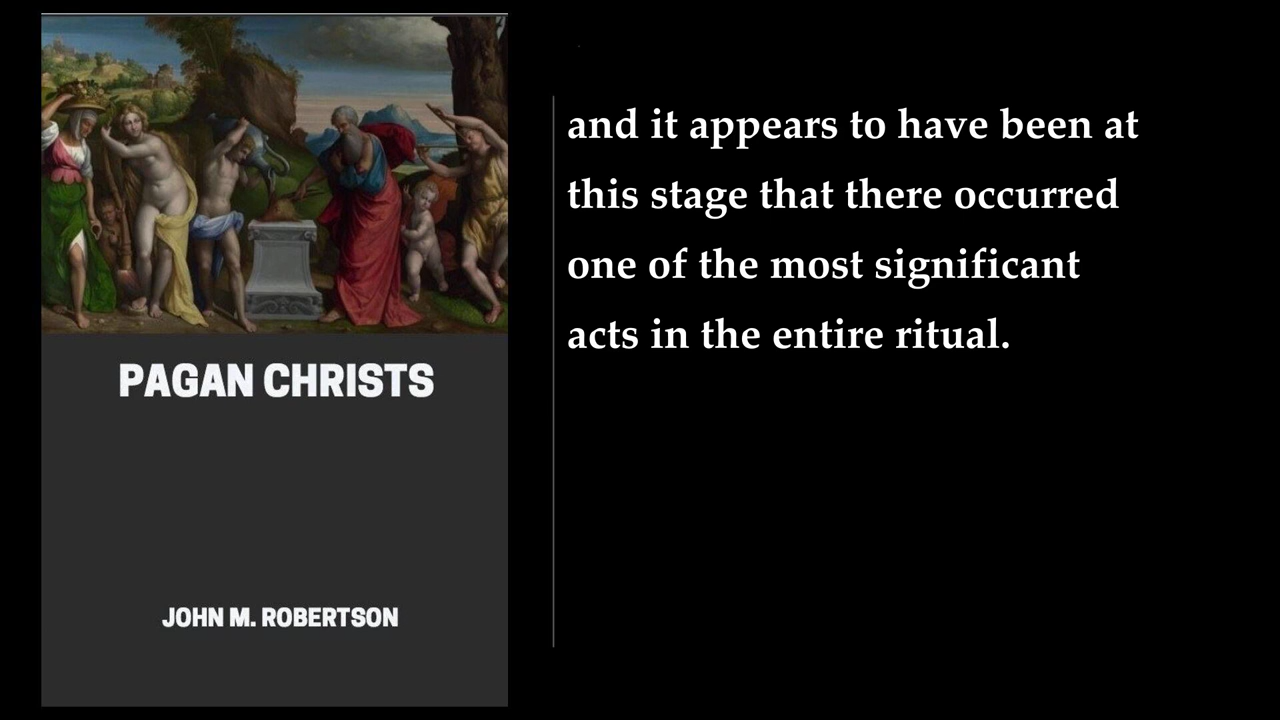 PAGAN CHRISTS
JOHN M. ROBERTSON
and it appears to have been at
this stage that there occurred
one of the most significant
acts in the entire ritual.